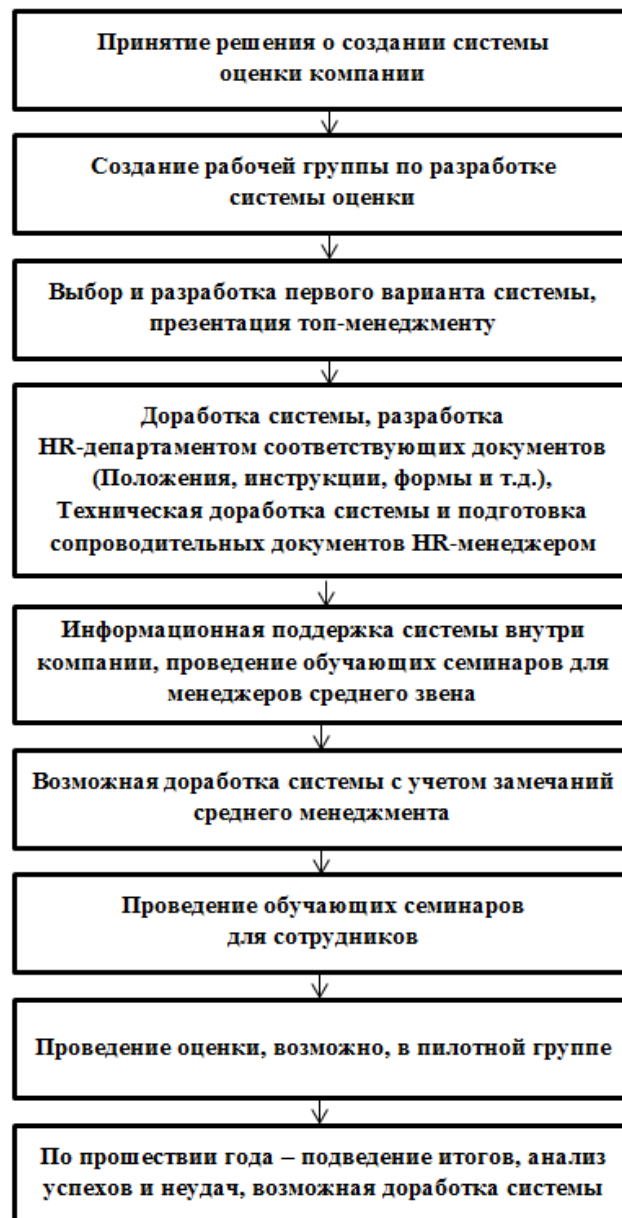 Принятие решения о создании системы
оценки компании
Создание рабочей группы по разработке
системы оценки
Выбор и разработка первого варианта системы,
презентация топ-менеджменту
Доработка системы, разработка
HR-департаментом соответствующих документов
(Положения, инструкции, формы и т.д.),
Техническая доработка системы и подготовка
сопроводительных документов HR-менеджером
Информационная поддержка системы внутри
компании, проведение обучающих семинаров для
менеджеров среднего звена
Возможная доработка системы с учетом замечаний
среднего менеджмента
Проведение обучающих семинаров
для сотрудников
Проведение оценки, возможно, в пилотной группе
По прошествии года – подведение итогов, анализ
успехов и неудач, возможная доработка системы